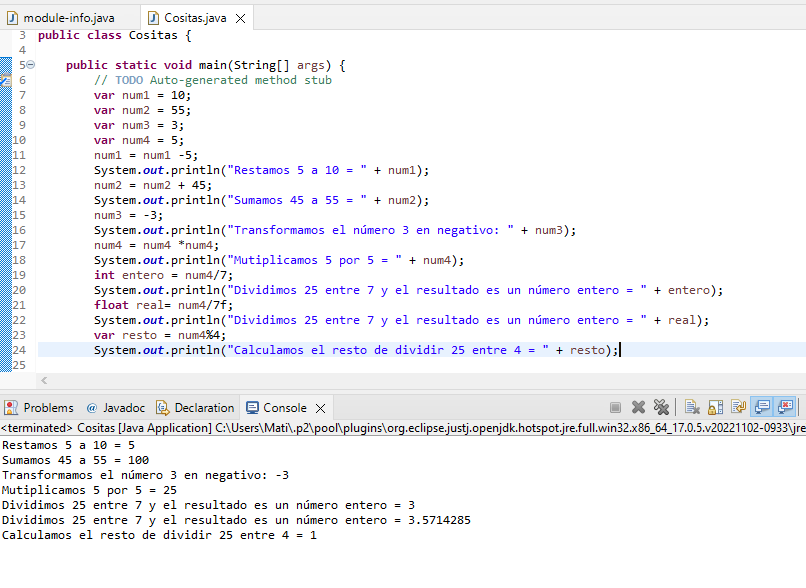 module-info.java Cositas.java
3 public class Cositas {
4
5 public static void main(String[] args) {
6 // TODO Auto-generated method stub
7 var num1 = 10;
8 var num2 = 55;
9 var num3 = 3;
10 var num4 = 5;
11 num1 = num1 -5;
12 System.out.println("Restamos 5 a 10 = " + num1);
13 num2 = num2 + 45;
14 System.out.println("Sumamos 45 a 55 = " + num2);
15 num3 = -3;
16 System.out.println("Transformamos el número 3 en negativo: " + num3);
17 num4 = num4 *num4;
18 System.out.println("Mutiplicamos 5 por 5 = " + num4);
19 int entero = num4/7;
20 System.out.println("Dividimos 25 entre 7 y el resultado es un número entero = " + entero);
21 float real= num4/7f;
22 System.out.println("Dividimos 25 entre 7 y el resultado es un número entero = " + real);
23 var resto = num4%4;
24 System.out.println("Calculamos el resto de dividir 25 entre 4 = " + resto);
25
Problems Javadoc Declaration Console
<terminated> Cositas [Java Application] C:\Users\Mati\.p2\pool\plugins\org.eclipse.justj.openjdk.hotspot.jre.full.win32.x86_64_17.0.5.v20221102-0933\jre
Restamos 5 a 10 = 5
Sumamos 45 a 55 = 100
Transformamos el número 3 en negativo: -3
Mutiplicamos 5 por 5 = 25
Dividimos 25 entre 7 y el resultado es un número entero = 3
Dividimos 25 entre 7 y el resultado es un número entero = 3.5714285
Calculamos el resto de dividir 25 entre 4 = 1